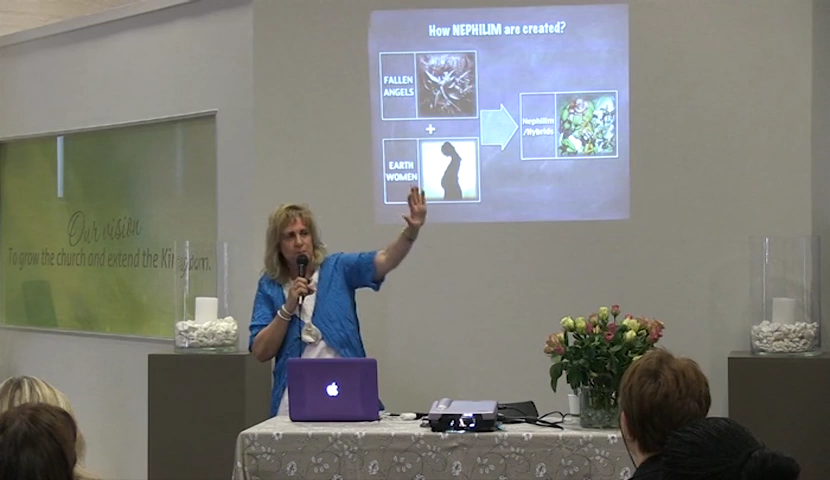 How NEPHILIM are created?
FALLEN
ANGELS
+
EARTH
WOMEN
Nephilim
/Hybrids
Our vision
To grow the church and extend the Kingdom.